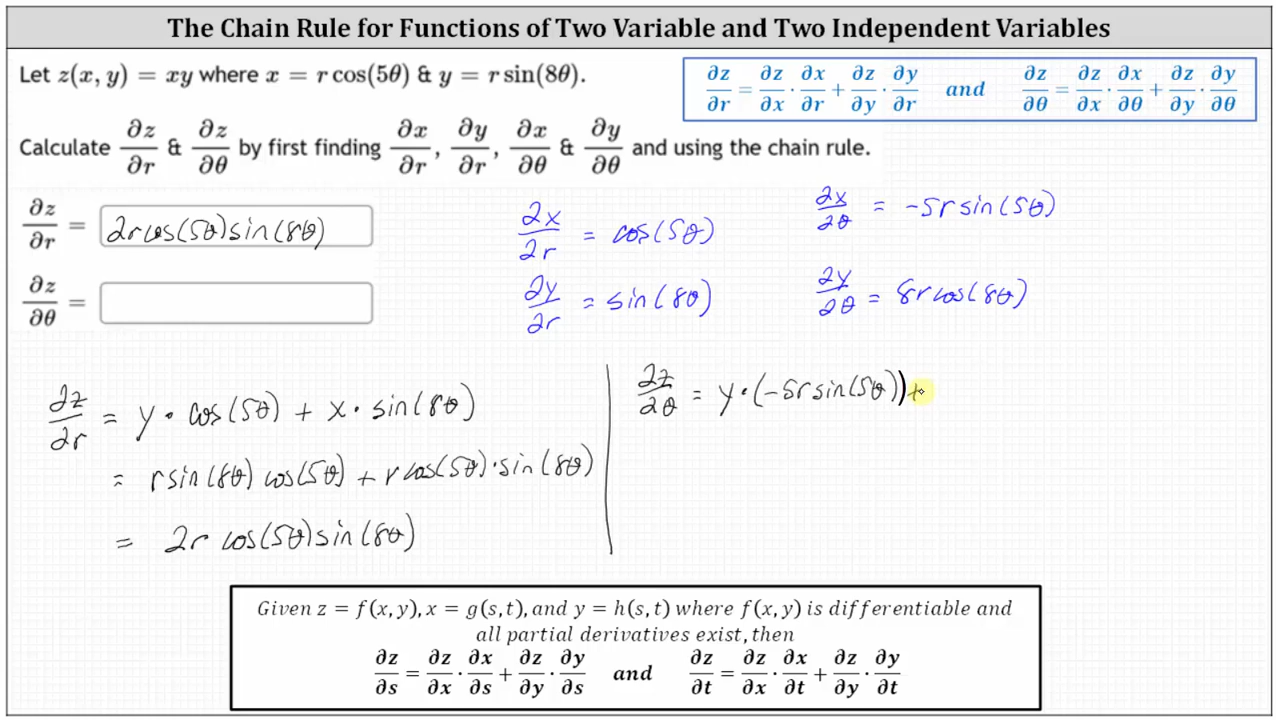 The Chain Rule for Functions of Two Variable and Two Independent Variables
Let z(x, y) = xy where x = r cos(5θ) & y = r sin(8θ).
∂z/∂r = ∂z/∂x · ∂x/∂r + ∂z/∂y · ∂y/∂r and ∂z/∂θ = ∂z/∂x · ∂x/∂θ + ∂z/∂y · ∂y/∂θ
Calculate ∂z/∂r & ∂z/∂θ by first finding ∂x/∂r, ∂y/∂r, ∂x/∂θ & ∂y/∂θ and using the chain rule.
∂z/∂r = 2r cos(5θ) sin(8θ)
∂x/∂r = cos(5θ)
∂x/∂θ = -5r sin(5θ)
∂z/∂θ =
∂y/∂r = sin(8θ)
∂y/∂θ = 8r cos(8θ)
∂z/∂r = y · cos(5θ) + x · sin(8θ)
= r sin(8θ) cos(5θ) + r cos(5θ) · sin(8θ)
= 2r cos(5θ) sin(8θ)
∂z/∂θ = y · (-5r sin(5θ)) +
Given z = f(x, y), x = g(s, t), and y = h(s, t) where f(x, y) is differentiable and
all partial derivatives exist, then
∂z/∂s = ∂z/∂x · ∂x/∂s + ∂z/∂y · ∂y/∂s and ∂z/∂t = ∂z/∂x · ∂x/∂t + ∂z/∂y · ∂y/∂t